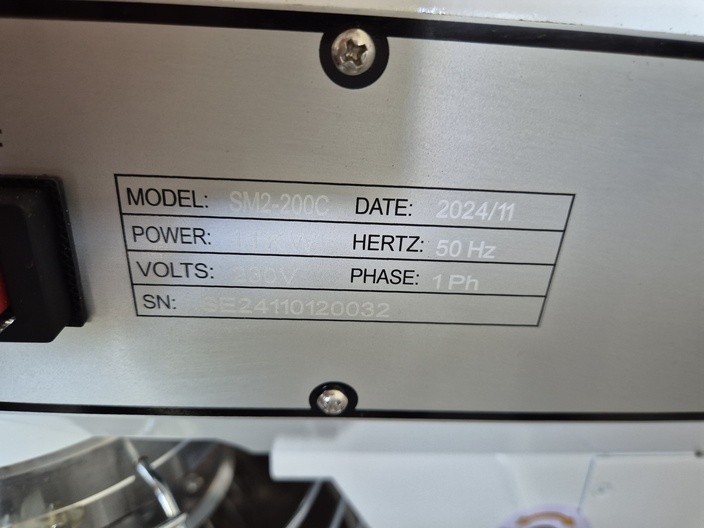 MODEL: SM2-200C DATE: 2024/11
POWER: HERTZ: 50 Hz
VOLTS: PHASE: 1 Ph
SN: SE24110120032